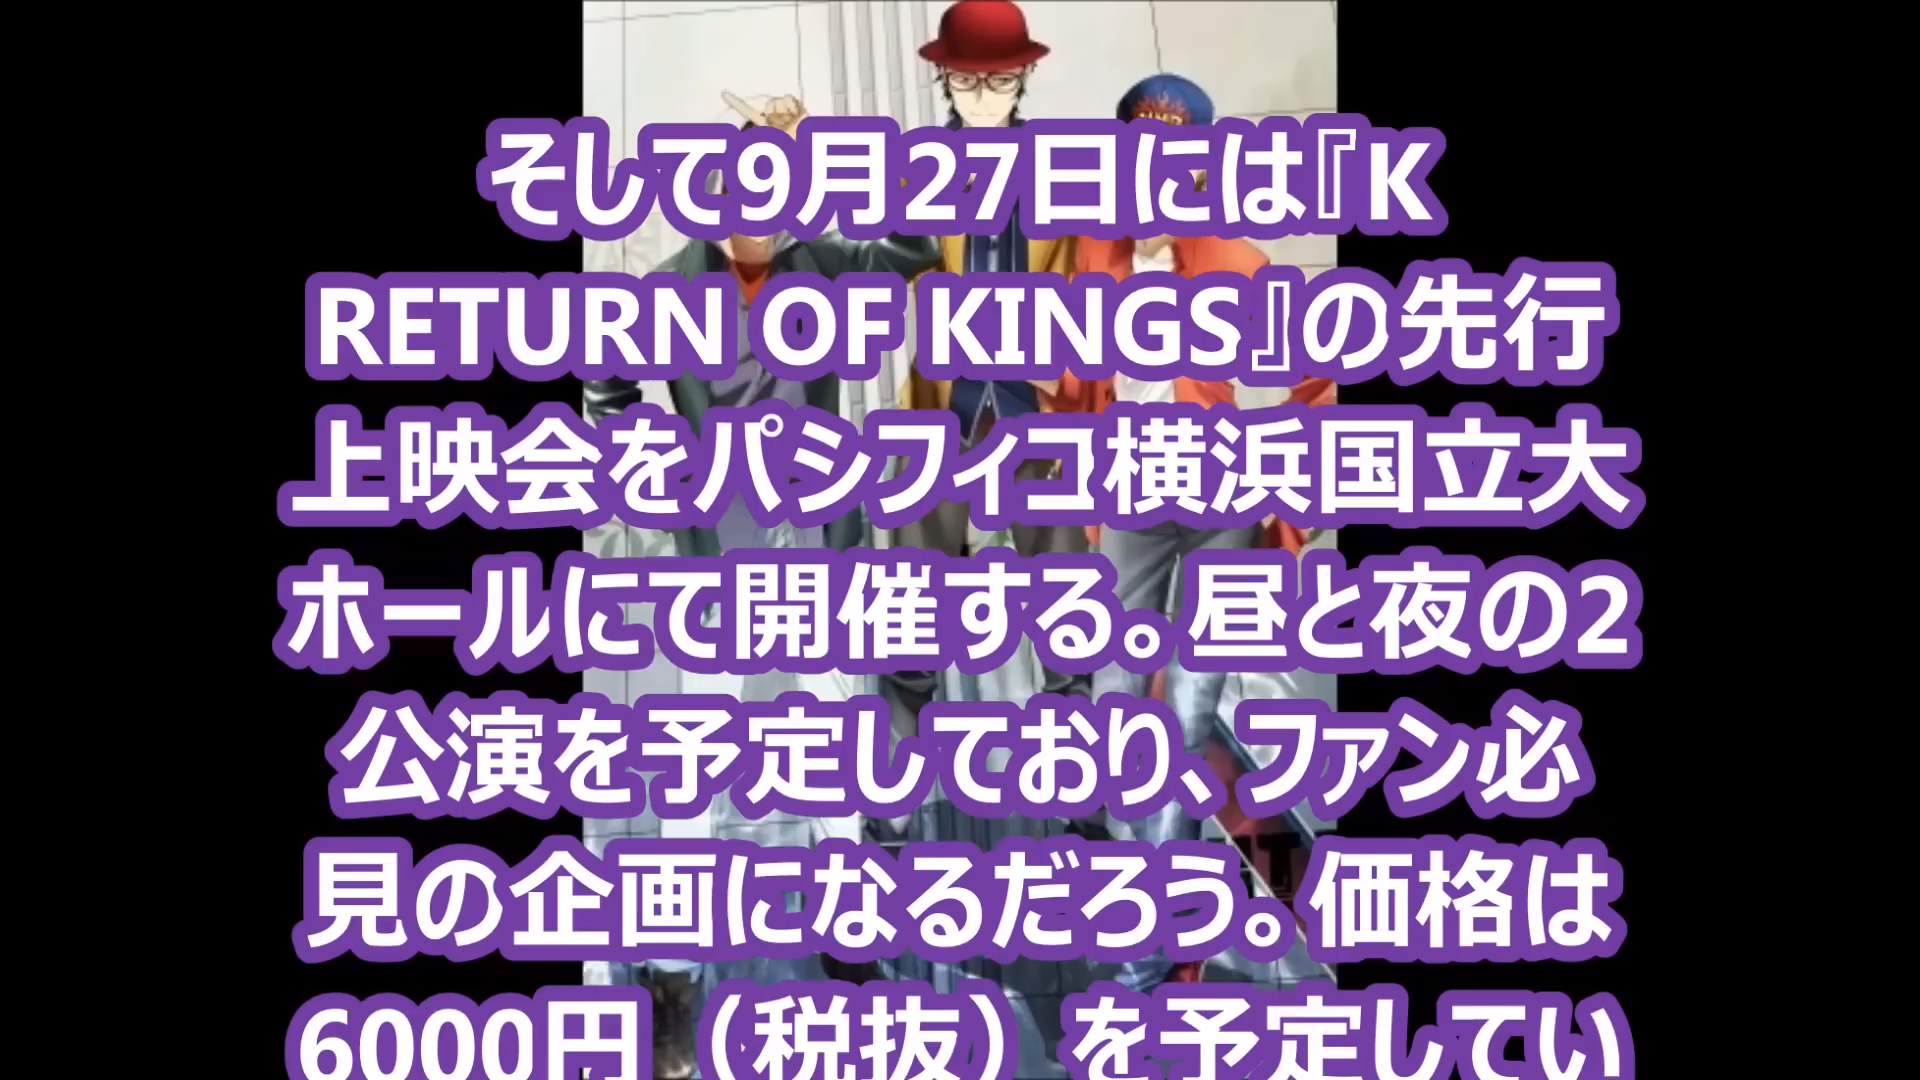 そして9月27日には『K
RETURN OF KINGS』の先行
上映会をパシフィコ横浜国立大
ホールにて開催する。昼と夜の2
公演を予定しており、ファン必
見の企画になるだろう。価格は
6000円（税抜）を予定してい